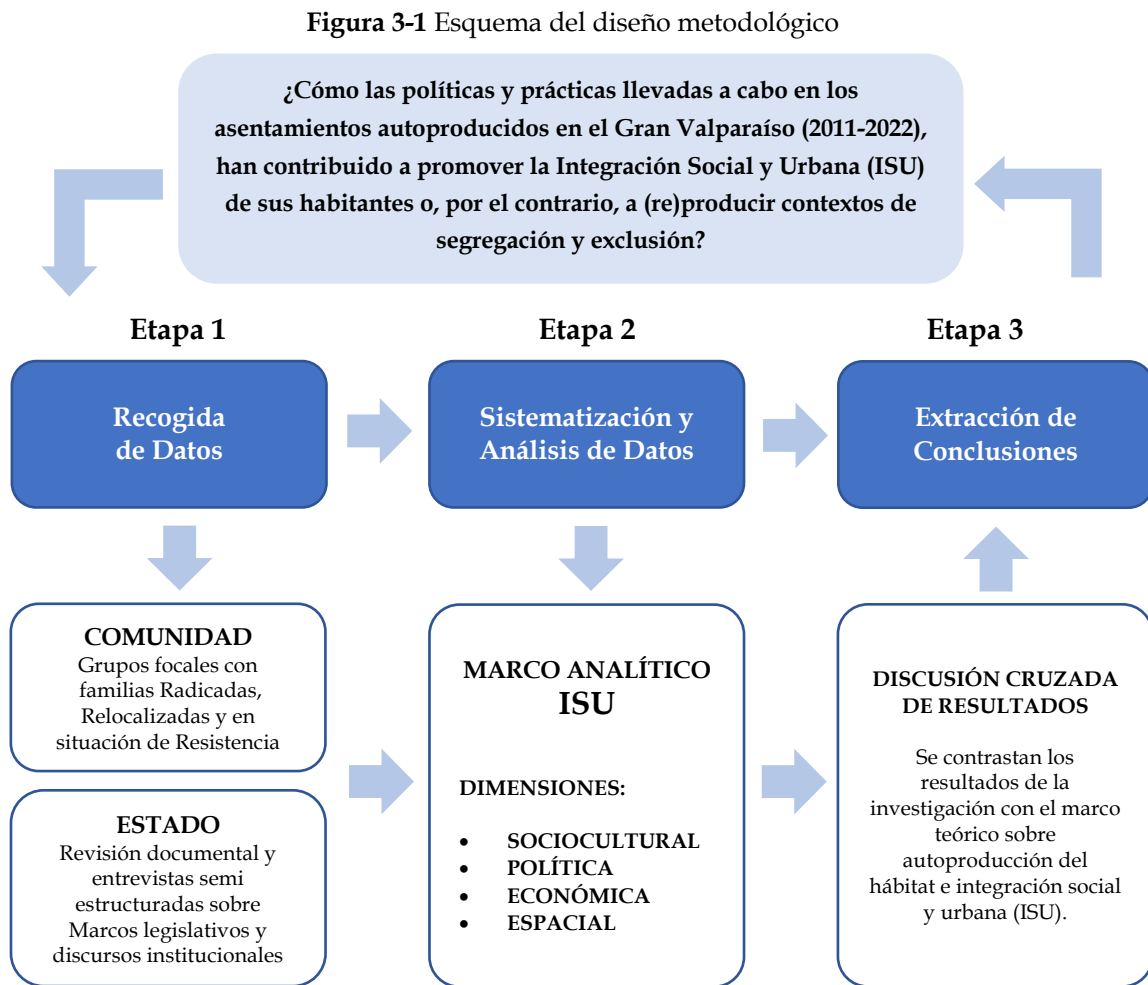 Figura 3-1 Esquema del diseño metodológico
¿Cómo las políticas y prácticas llevadas a cabo en los
asentamientos autoproducidos en el Gran Valparaíso (2011-2022),
han contribuido a promover la Integración Social y Urbana (ISU)
de sus habitantes o, por el contrario, a (re)producir contextos de
segregación y exclusión?
Etapa 1
Etapa 2
Etapa 3
Recogida
de Datos
Sistematización y
Análisis de Datos
Extracción de
Conclusiones
COMUNIDAD
Grupos focales con
familias Radicadas,
Relocalizadas y en
situación de Resistencia
ESTADO
Revisión documental y
entrevistas semi
estructuradas sobre
Marcos legislativos y
discursos institucionales
MARCO ANALÍTICO
ISU
DIMENSIONES:
• SOCIOCULTURAL
• POLÍTICA
• ECONÓMICA
• ESPACIAL
DISCUSIÓN CRUZADA
DE RESULTADOS
Se contrastan los
resultados de la
investigación con el marco
teórico sobre
autoproducción del
hábitat e integración social
y urbana (ISU).